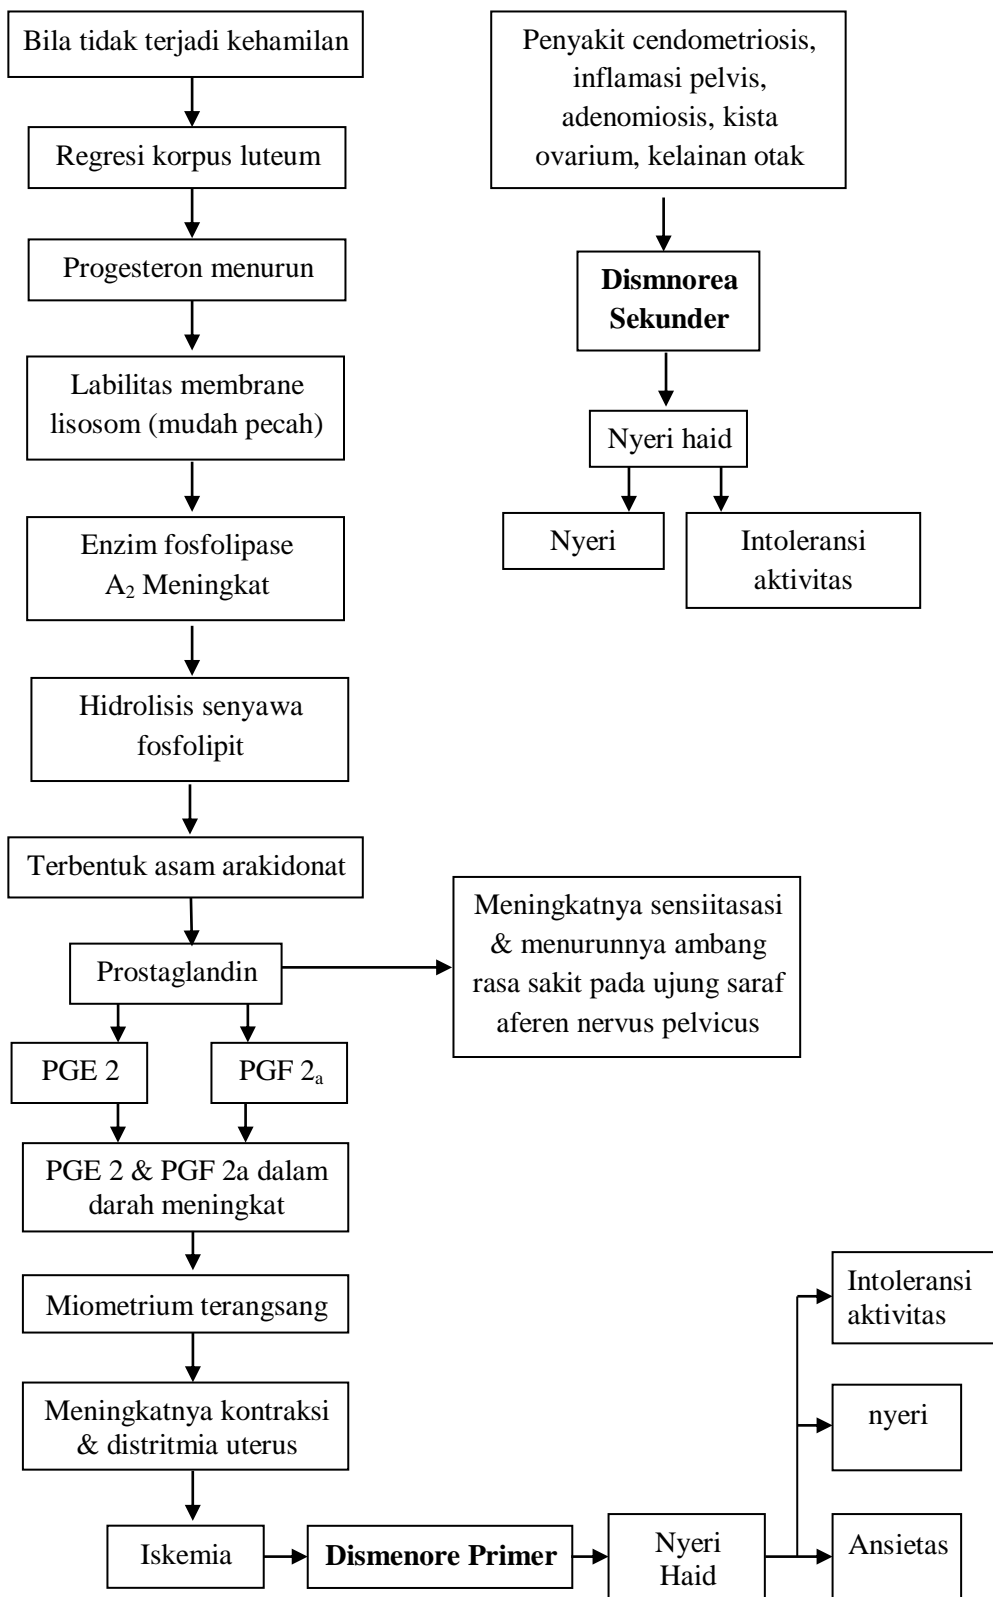 Bila tidak terjadi kehamilan
Regresi korpus luteum
Progesteron menurun
Labilitas membrane
lisosom (mudah pecah)
Enzim fosfolipase
A₂ Meningkat
Hidrolisis senyawa
fosfolipit
Terbentuk asam arakidonat
Prostaglandin
Meningkatnya sensiitasasi
& menurunnya ambang
rasa sakit pada ujung saraf
aferen nervus pelvicus
PGE 2
PGF 2ₐ
PGE 2 & PGF 2a dalam
darah meningkat
Miometrium terangsang
Meningkatnya kontraksi
& distritmia uterus
Iskemia
Dismenore Primer
Nyeri
Haid
Intoleransi
aktivitas
nyeri
Ansietas
Penyakit cendometriosis,
inflamasi pelvis,
adenomiosis, kista
ovarium, kelainan otak
Dismnorea
Sekunder
Nyeri haid
Nyeri
Intoleransi
aktivitas